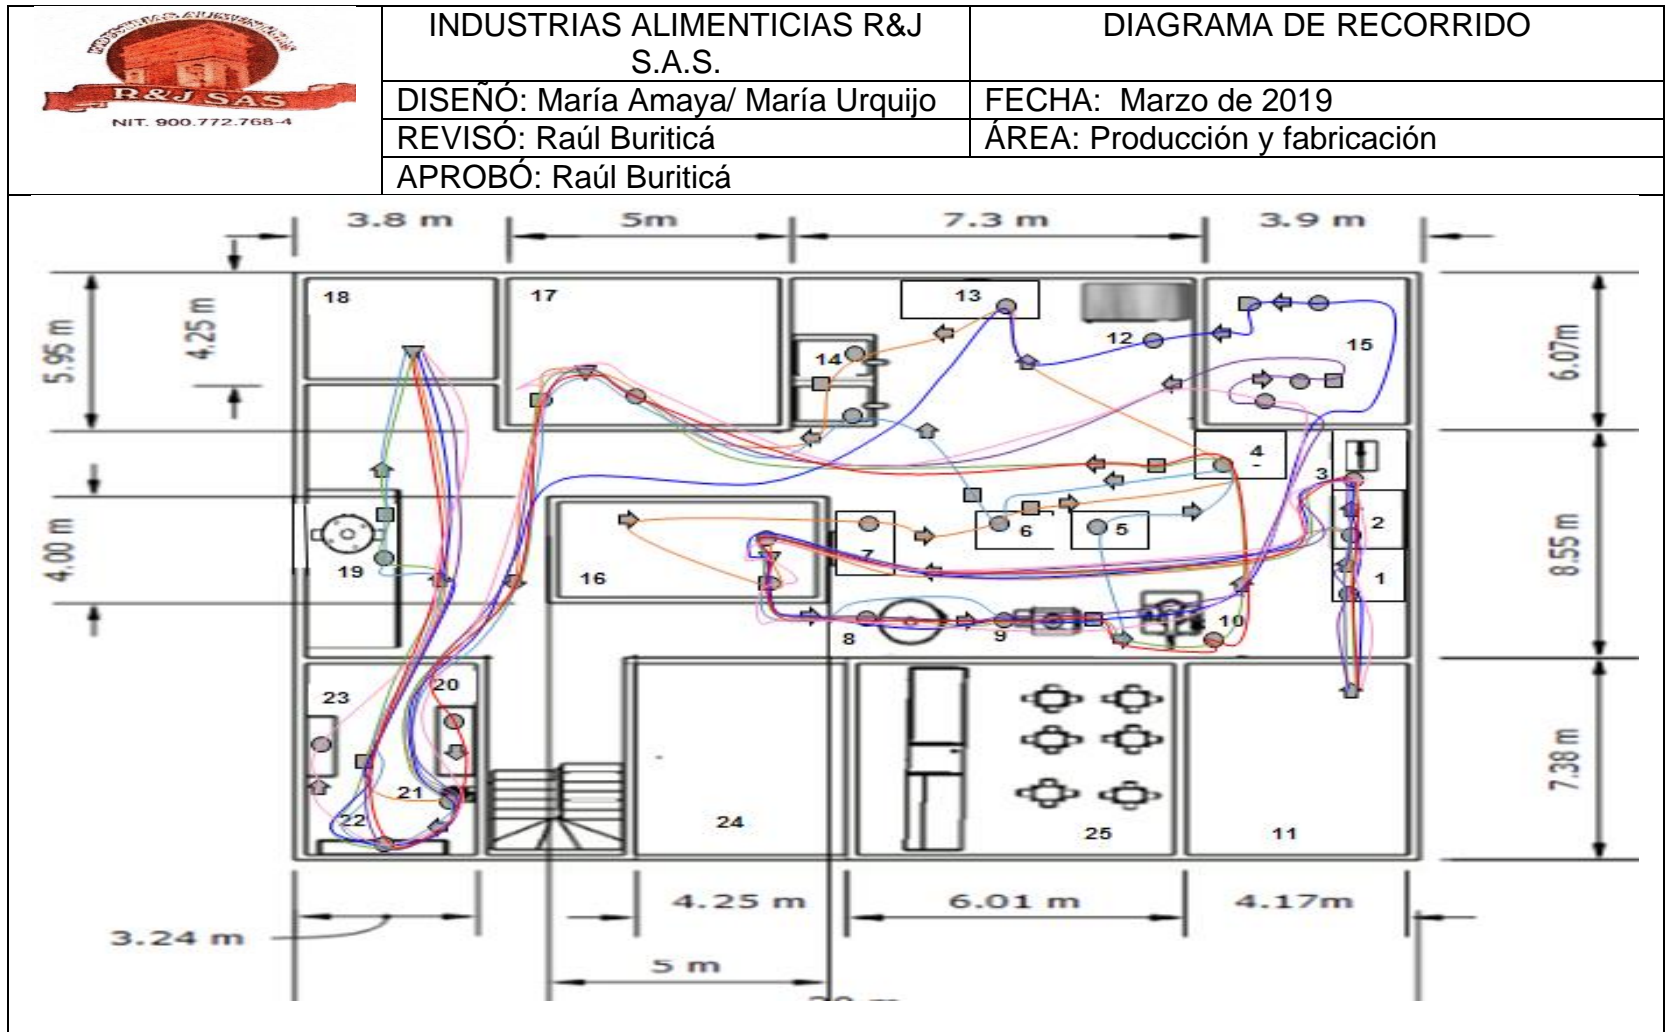 INDUSTRIAS ALIMENTICIAS R&J
S.A.S.
DIAGRAMA DE RECORRIDO
R&J SAS
NIT. 900.772.768-4
DISEÑÓ: María Amaya/ María Urquijo
FECHA: Marzo de 2019
REVISÓ: Raúl Buriticá
ÁREA: Producción y fabricación
APROBÓ: Raúl Buriticá
3.8 m
5m
7.3 m
3.9 m
18
17
13
5.95 m
4.25 m
12
15
6.07m
14
4
3
4.00 m
2
6
5
7
8.55 m
19
16
1
8
9
10
23
20
7.38 m
21
22
24
25
11
4.25 m
6.01 m
4.17m
3.24 m
5 m